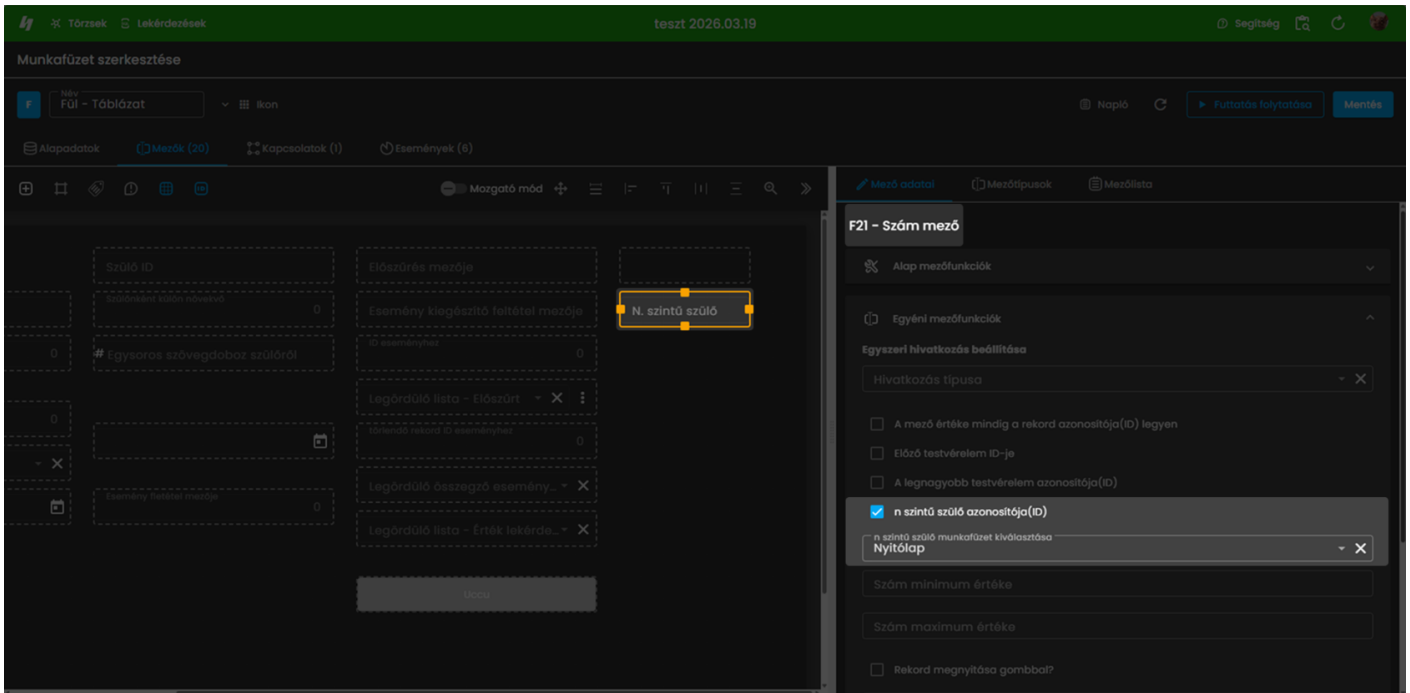 Törzsek Lekérdezések teszt 2026.03.19 Segítség
Munkafüzet szerkesztése
F Név Fül - Táblázat Ikon Napló Futtatás folytatása Mentés
Alapadatok Mezők (20) Kapcsolatok (1) Események (6)
Mozgató mód
Mező adatai Mezőtípusok Mezőlista
F21 - Szám mező
Alap mezőfunkciók
Egyéni mezőfunkciók
Egyszeri hivatkozás beállítása
Hivatkozás típusa
A mező értéke mindig a rekord azonosítója(ID) legyen
Előző testvérelem ID-je
A legnagyobb testvérelem azonosítója(ID)
n szintű szülő azonosítója(ID)
n szintű szülő munkafüzet kiválasztása
Nyitólap
Szám minimum értéke
Szám maximum értéke
Rekord megnyitása gombbal?
0
0
Szülő ID
Szülönként külön növekvő
0
# Egysoros szövegdoboz szülőről
Esemény fieltétel mezője
0
Előszűrés mezője
Esemény kiegészítő feltétel mezője
ID eseményhez
0
Legördülő lista - Előszűrt
törlendő rekord ID eseményhez
0
Legördülő összegző esemény...
Legördülő lista - Érték lekérde...
Uccu
N. szintű szülő